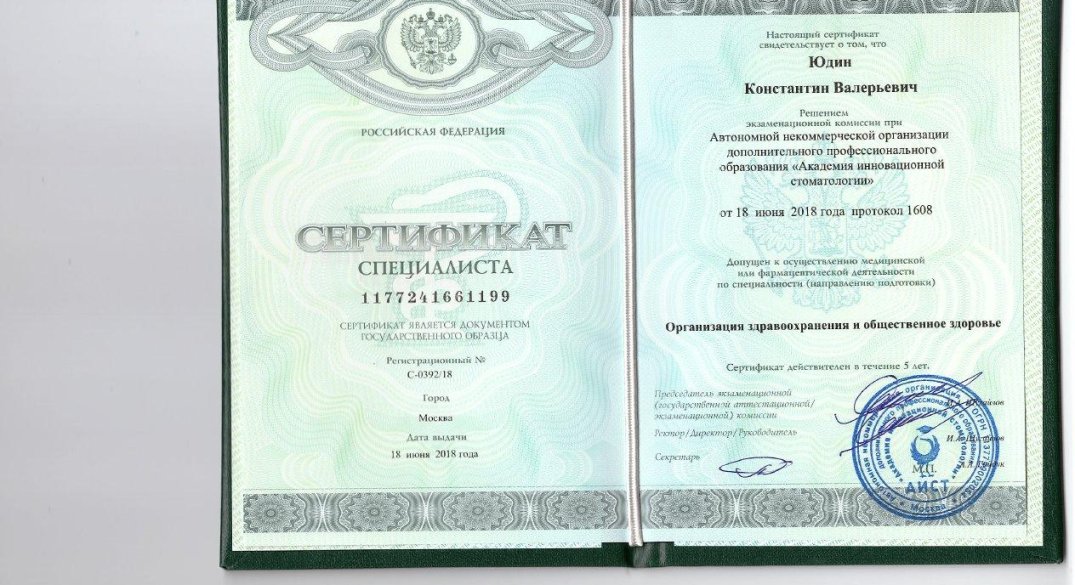 РОССИЙСКАЯ ФЕДЕРАЦИЯ
СЕРТИФИКАТ
СПЕЦИАЛИСТА
1177241661199
СЕРТИФИКАТ ЯВЛЯЕТСЯ ДОКУМЕНТОМ
ГОСУДАРСТВЕННОГО ОБРАЗЦА
Регистрационный №
С-0392/18
Город
Москва
Дата выдачи
18 июня 2018 года
Настоящий сертификат
свидетельствует о том, что
Юдин
Константин Валерьевич
Решением
экзаменационной комиссии при
Автономной некоммерческой организации
дополнительного профессионального
образования «Академия инновационной
стоматологии»
от 18 июня 2018 года протокол 1608
Допущен к осуществлению медицинской
или фармацевтической деятельности
по специальности (направлению подготовки)
Организация здравоохранения и общественное здоровье
Сертификат действителен в течение 5 лет.
Председатель экзаменационной
(государственной аттестационной/
экзаменационной) комиссии
Ректор/Директор/Руководитель
Секретарь
М.П.
АИСТ
Москва